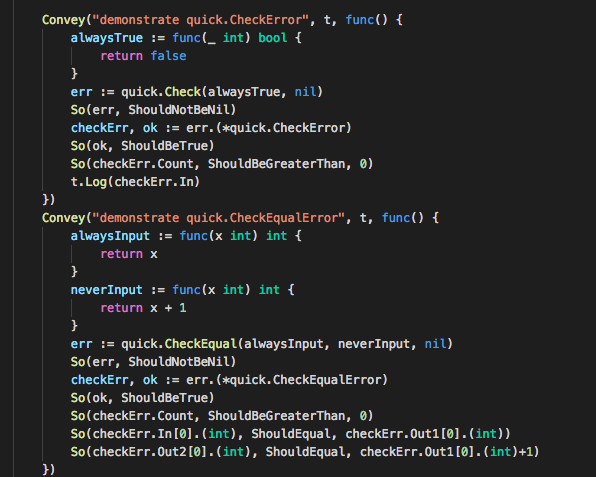 Convey("demonstrate quick.CheckError", t, func() {
    alwaysTrue := func(_ int) bool {
        return false
    }
    err := quick.Check(alwaysTrue, nil)
    So(err, ShouldNotBeNil)
    checkErr, ok := err.(*quick.CheckError)
    So(ok, ShouldBeTrue)
    So(checkErr.Count, ShouldBeGreaterThan, 0)
    t.Log(checkErr.In)
})
Convey("demonstrate quick.CheckEqualError", t, func() {
    alwaysInput := func(x int) int {
        return x
    }
    neverInput := func(x int) int {
        return x + 1
    }
    err := quick.CheckEqual(alwaysInput, neverInput, nil)
    So(err, ShouldNotBeNil)
    checkErr, ok := err.(*quick.CheckEqualError)
    So(ok, ShouldBeTrue)
    So(checkErr.Count, ShouldBeGreaterThan, 0)
    So(checkErr.In[0].(int), ShouldEqual, checkErr.Out1[0].(int))
    So(checkErr.Out2[0].(int), ShouldEqual, checkErr.Out1[0].(int)+1)
})